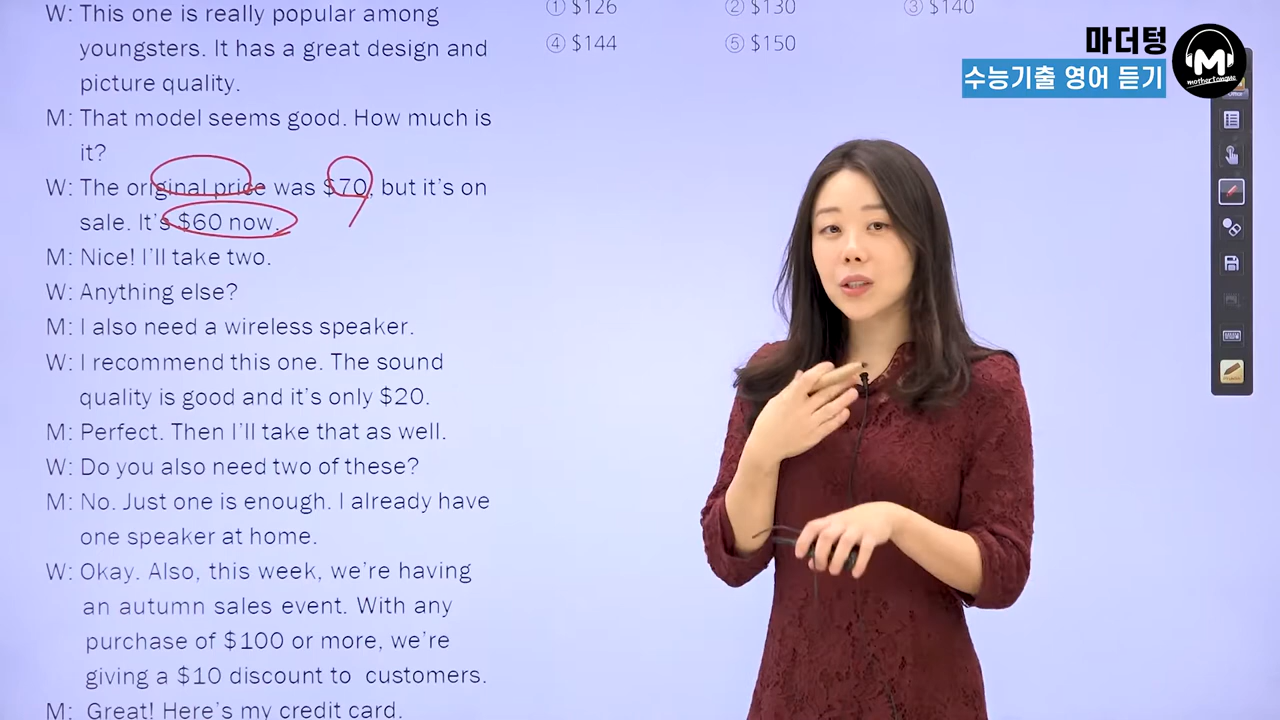 W: This one is really popular among
youngsters. It has a great design and
picture quality.
M: That model seems good. How much is
it?
W: The original price was $70, but it's on
sale. It's $60 now.
M: Nice! I'll take two.
W: Anything else?
M: I also need a wireless speaker.
W: I recommend this one. The sound
quality is good and it's only $20.
M: Perfect. Then I'll take that as well.
W: Do you also need two of these?
M: No. Just one is enough. I already have
one speaker at home.
W: Okay. Also, this week, we're having
an autumn sales event. With any
purchase of $100 or more, we're
giving a $10 discount to customers.
M: Great! Here's my credit card.
① $126 ② $130 ③ $140
④ $144 ⑤ $150
마더텅
수능기출 영어 듣기
M
mothertongue